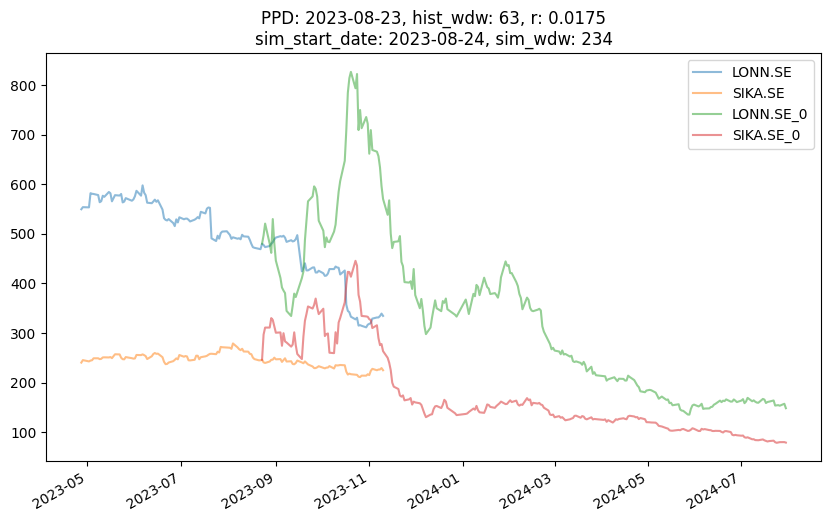 PPD: 2023-08-23, hist_wdw: 63, r: 0.0175
sim_start_date: 2023-08-24, sim_wdw: 234
LONN.SE
SIKA.SE
LONN.SE_0
SIKA.SE_0
800
700
600
500
400
300
200
100
2023-05
2023-07
2023-09
2023-11
2024-01
2024-03
2024-05
2024-07